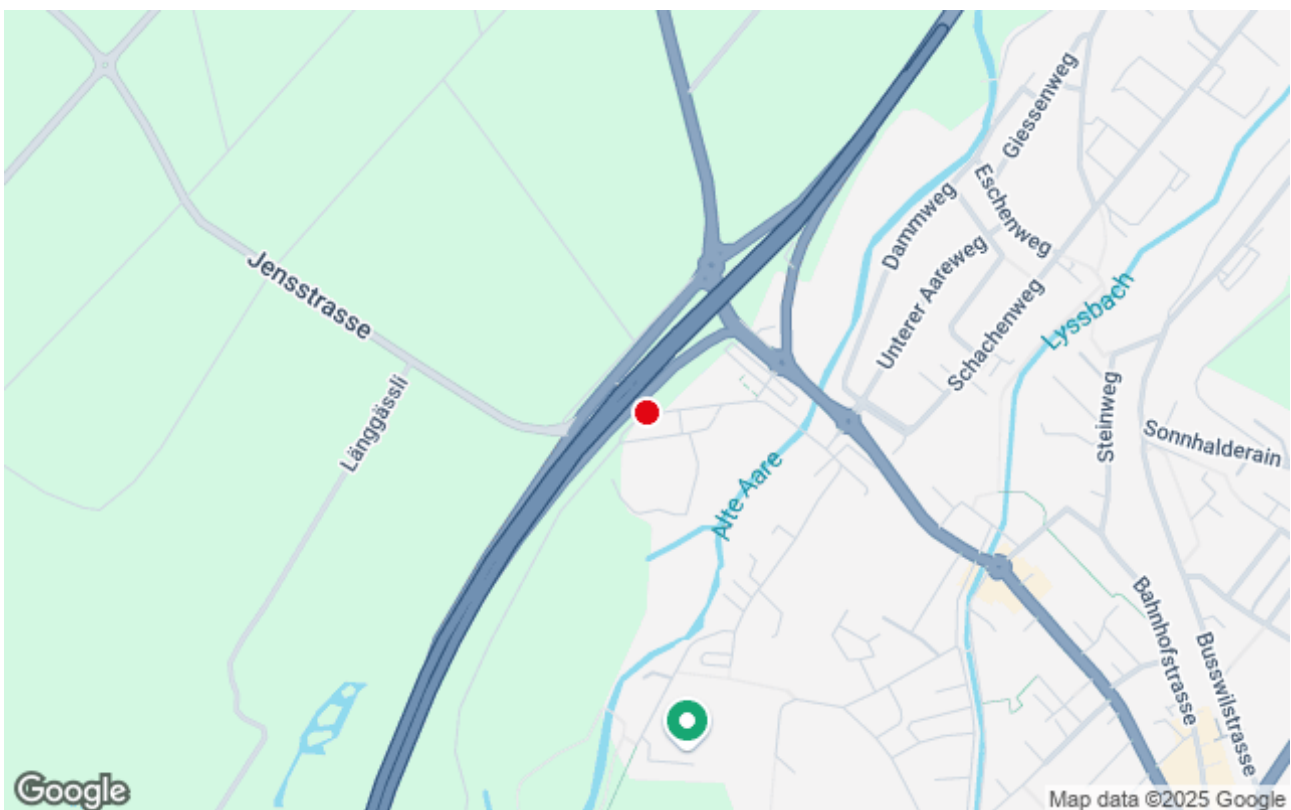 Giessenweg
Eschenweg
Dammweg
Unterer Aareweg
Jensstrasse
Lyssbach
Schachenweg
Länggässli
Steinweg
Sonnhalderain
Alte Aare
Bahnhofstrasse
Busswilstrasse
Google
Map data ©2025 Google